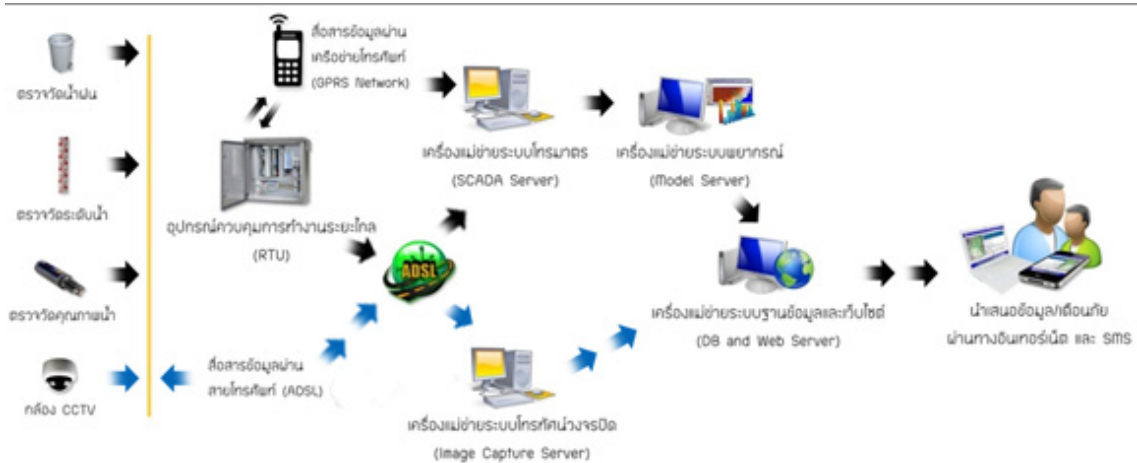 ตรวจวัดน้ำฝน
ตรวจวัดระดับน้ำ
ตรวจวัดคุณภาพน้ำ
กล้อง CCTV
สื่อสารข้อมูลผ่าน
เครือข่ายโทรศัพท์
(GPRS Network)
อุปกรณ์ควบคุมการทำงานระยะไกล
(RTU)
ADSL
สื่อสารข้อมูลผ่าน
สายโทรศัพท์ (ADSL)
เครื่องแม่ข่ายระบบโทรมาตร
(SCADA Server)
เครื่องแม่ข่ายระบบพยากรณ์
(Model Server)
เครื่องแม่ข่ายระบบโทรทัศน์วงจรปิด
(Image Capture Server)
เครื่องแม่ข่ายระบบฐานข้อมูลและเว็บไซต์
(DB and Web Server)
นำเสนอข้อมูล/เตือนภัย
ผ่านทางอินเทอร์เน็ต และ SMS